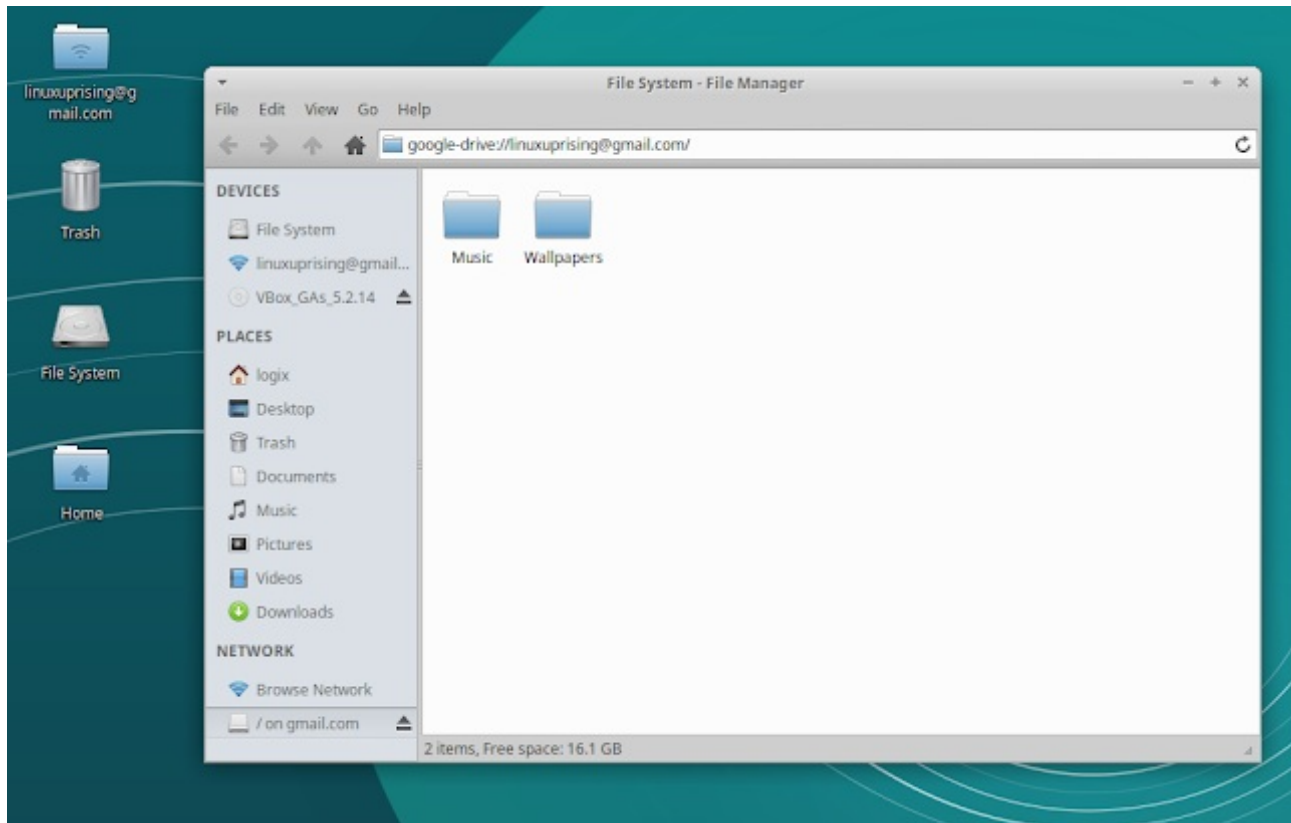 linuxuprising@g
mail.com
Trash
File System
Home
File System - File Manager
File Edit View Go Help
google-drive://linuxuprising@gmail.com/
DEVICES
File System
linuxuprising@gmail...
VBox_GAs_5.2.14
PLACES
logix
Desktop
Trash
Documents
Music
Pictures
Videos
Downloads
NETWORK
Browse Network
/ on gmail.com
Music Wallpapers
2 items, Free space: 16.1 GB